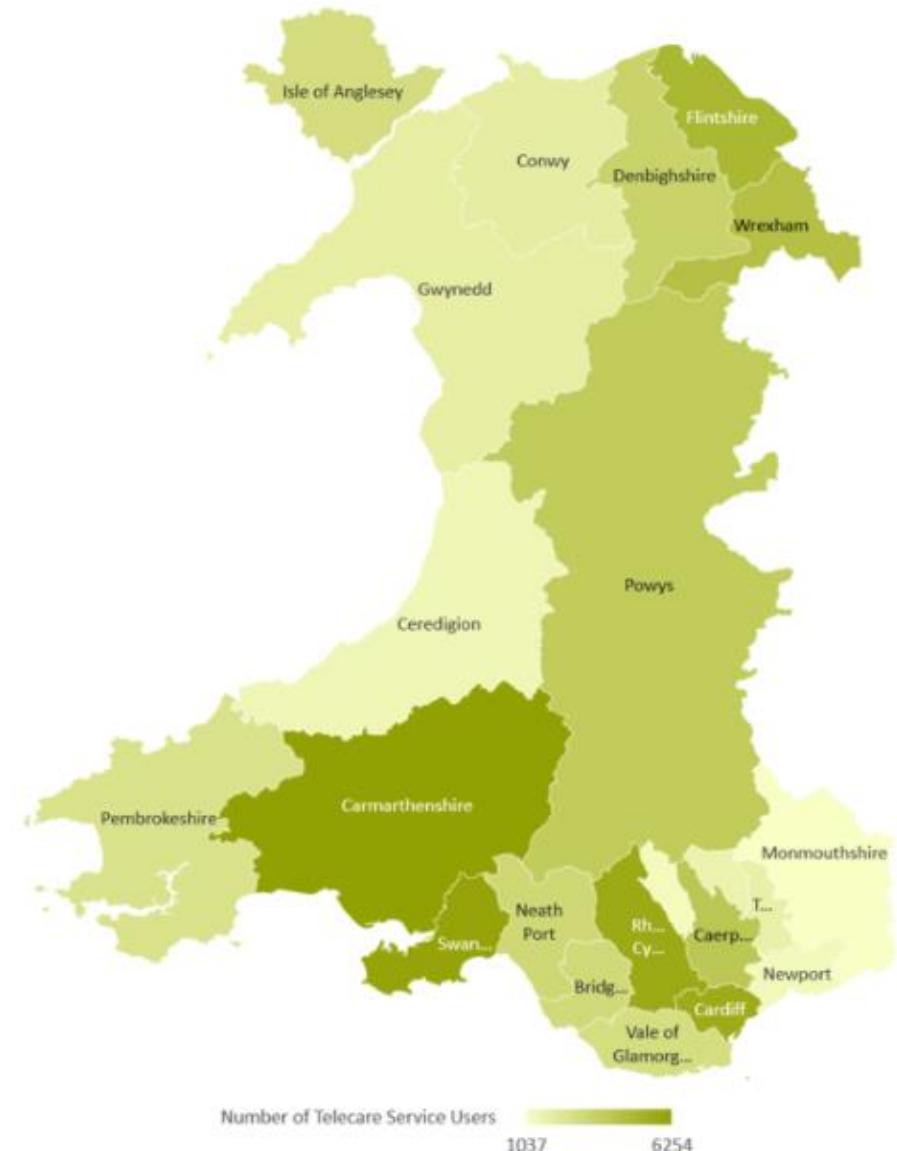 Isle of Anglesey
Flintshire
Conwy
Denbighshire
Wrexham
Gwynedd
Powys
Ceredigion
Carmarthenshire
Pembrokeshire
Monmouthshire
T...
Neath
Port
Rh...
Cy...
Swan...
Caerp...
Newport
Bridg...
Cardiff
Vale of
Glamorg...
Number of Telecare Service Users
1037 6254